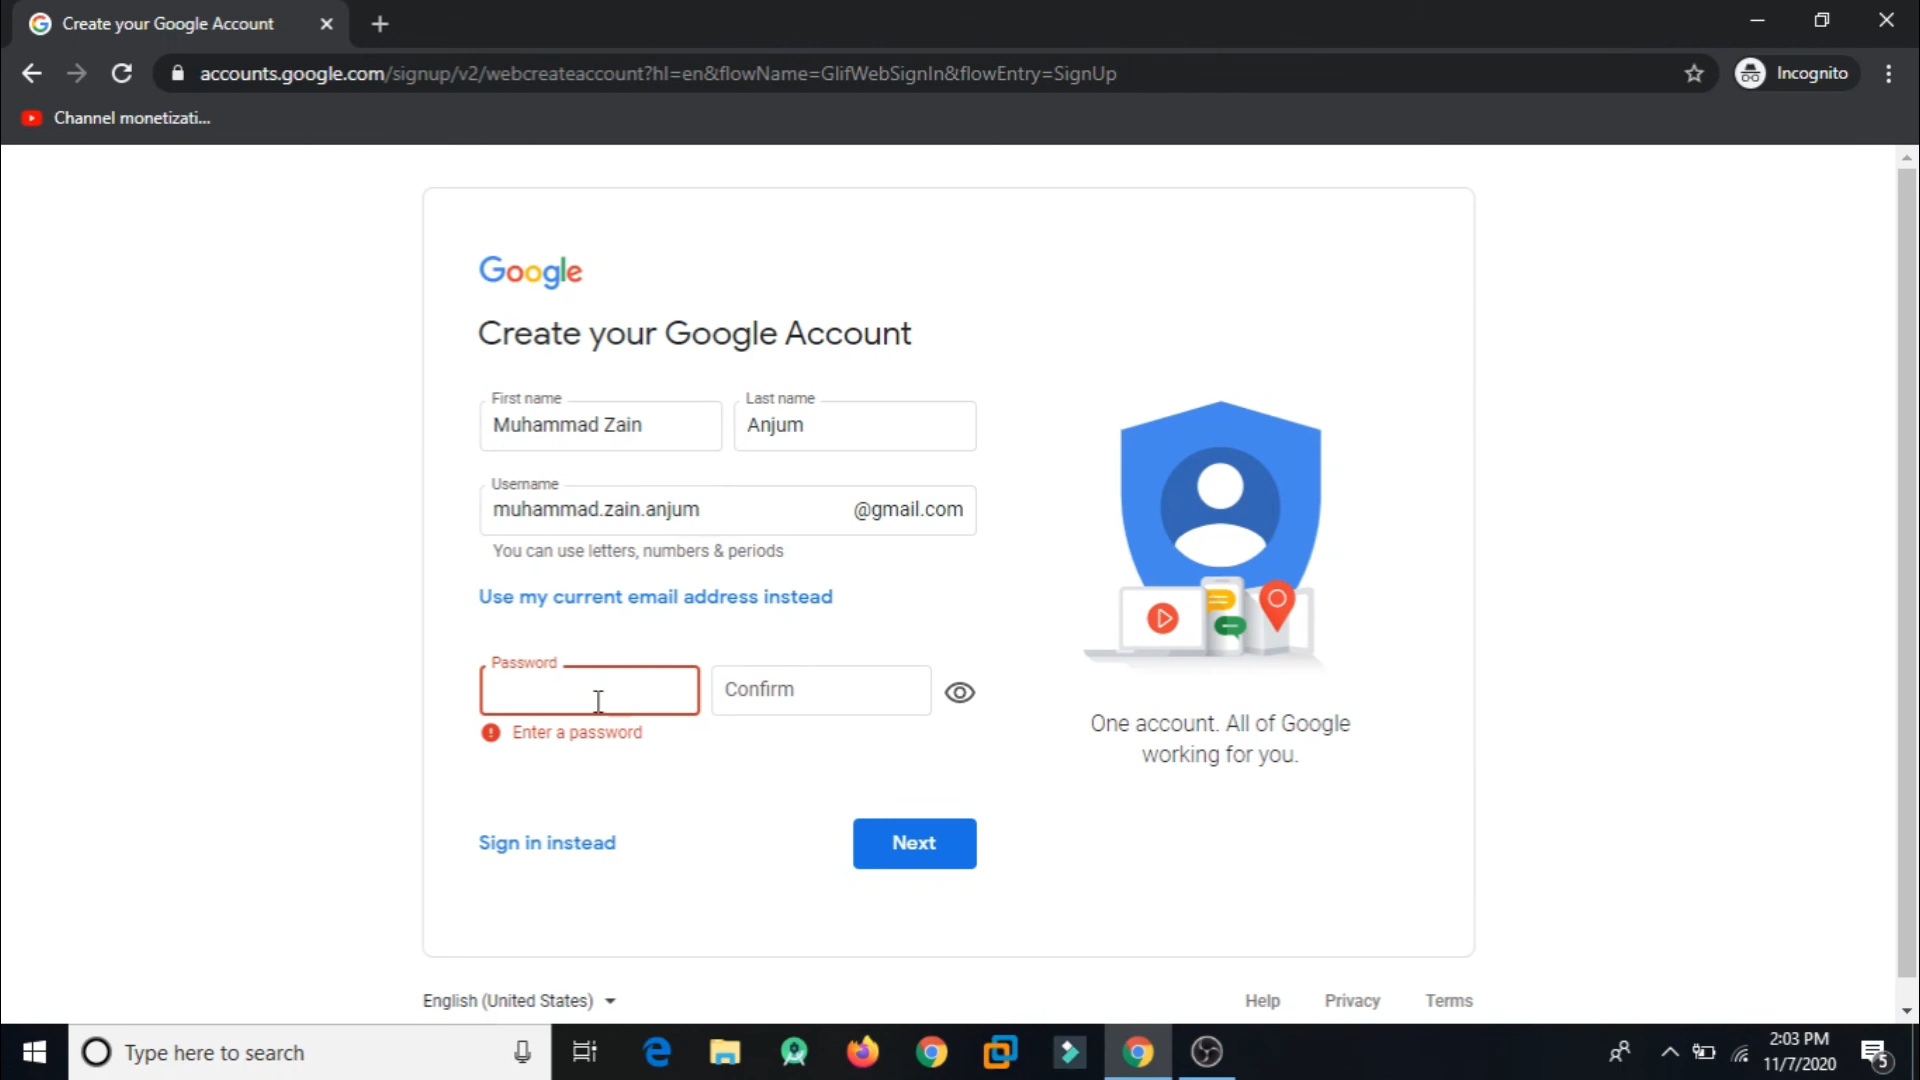 Create your Google Account
accounts.google.com/signup/v2/webcreateaccount?hl=en&flowName=GlifWebSignIn&flowEntry=SignUp
Incognito
Channel monetizati...
Google
Create your Google Account
First name
Last name
Muhammad Zain
Anjum
Username
muhammad.zain.anjum
@gmail.com
You can use letters, numbers & periods
Use my current email address instead
Password
Confirm
Enter a password
One account. All of Google
working for you.
Sign in instead
Next
English (United States)
Help
Privacy
Terms
Type here to search
2:03 PM
11/7/2020
5